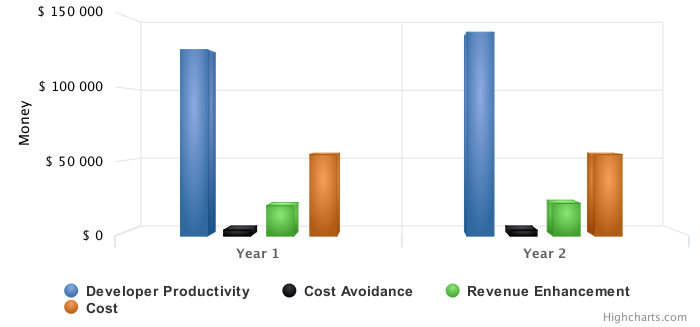 $ 150 000
$ 100 000
$ 50 000
$ 0
Money
Year 1
Year 2
Developer Productivity
Cost Avoidance
Revenue Enhancement
Cost
Highcharts.com